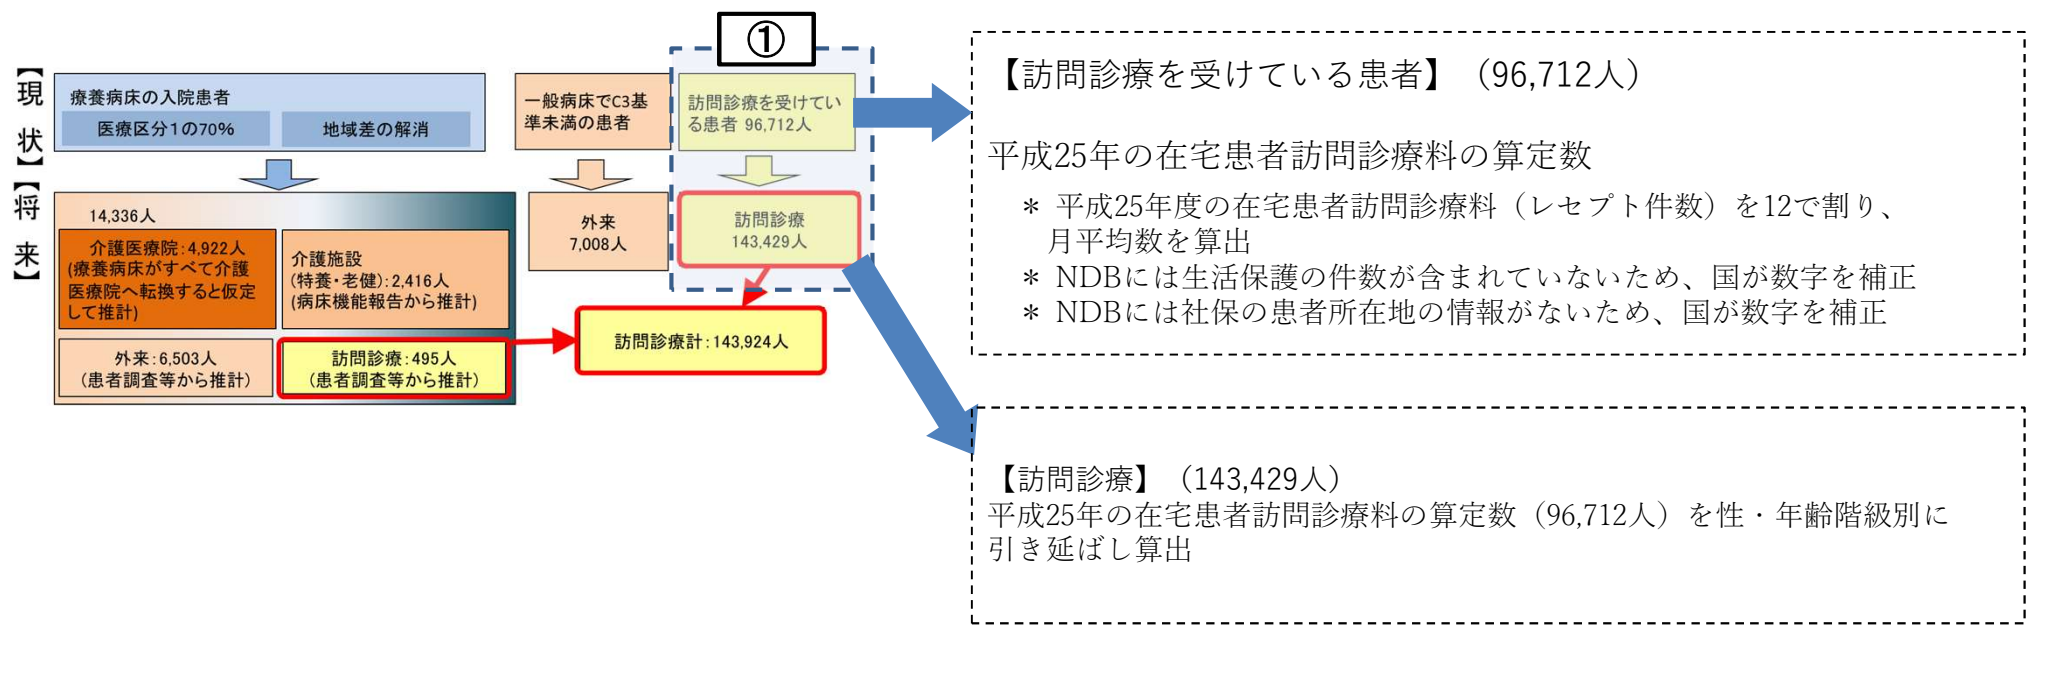 ①
【現状】
療養病床の入院患者
医療区分1の70%
地域差の解消
一般病床でC3基
準未満の患者
訪問診療を受けてい
る患者 96,712人
【将来】
14,336人
介護医療院:4,922人
(療養病床がすべて介護
医療院へ転換すると仮定
して推計)
介護施設
(特養・老健):2,416人
(病床機能報告から推計)
外来:6,503人
(患者調査等から推計)
訪問診療:495人
(患者調査等から推計)
外来
7,008人
訪問診療
143,429人
訪問診療計:143,924人
【訪問診療を受けている患者】（96,712人）
平成25年の在宅患者訪問診療料の算定数
＊ 平成25年度の在宅患者訪問診療料（レセプト件数）を12で割り、
月平均数を算出
＊ NDBには生活保護の件数が含まれていないため、国が数字を補正
＊ NDBには社保の患者所在地の情報がないため、国が数字を補正
【訪問診療】（143,429人）
平成25年の在宅患者訪問診療料の算定数（96,712人）を性・年齢階級別に
引き延ばし算出